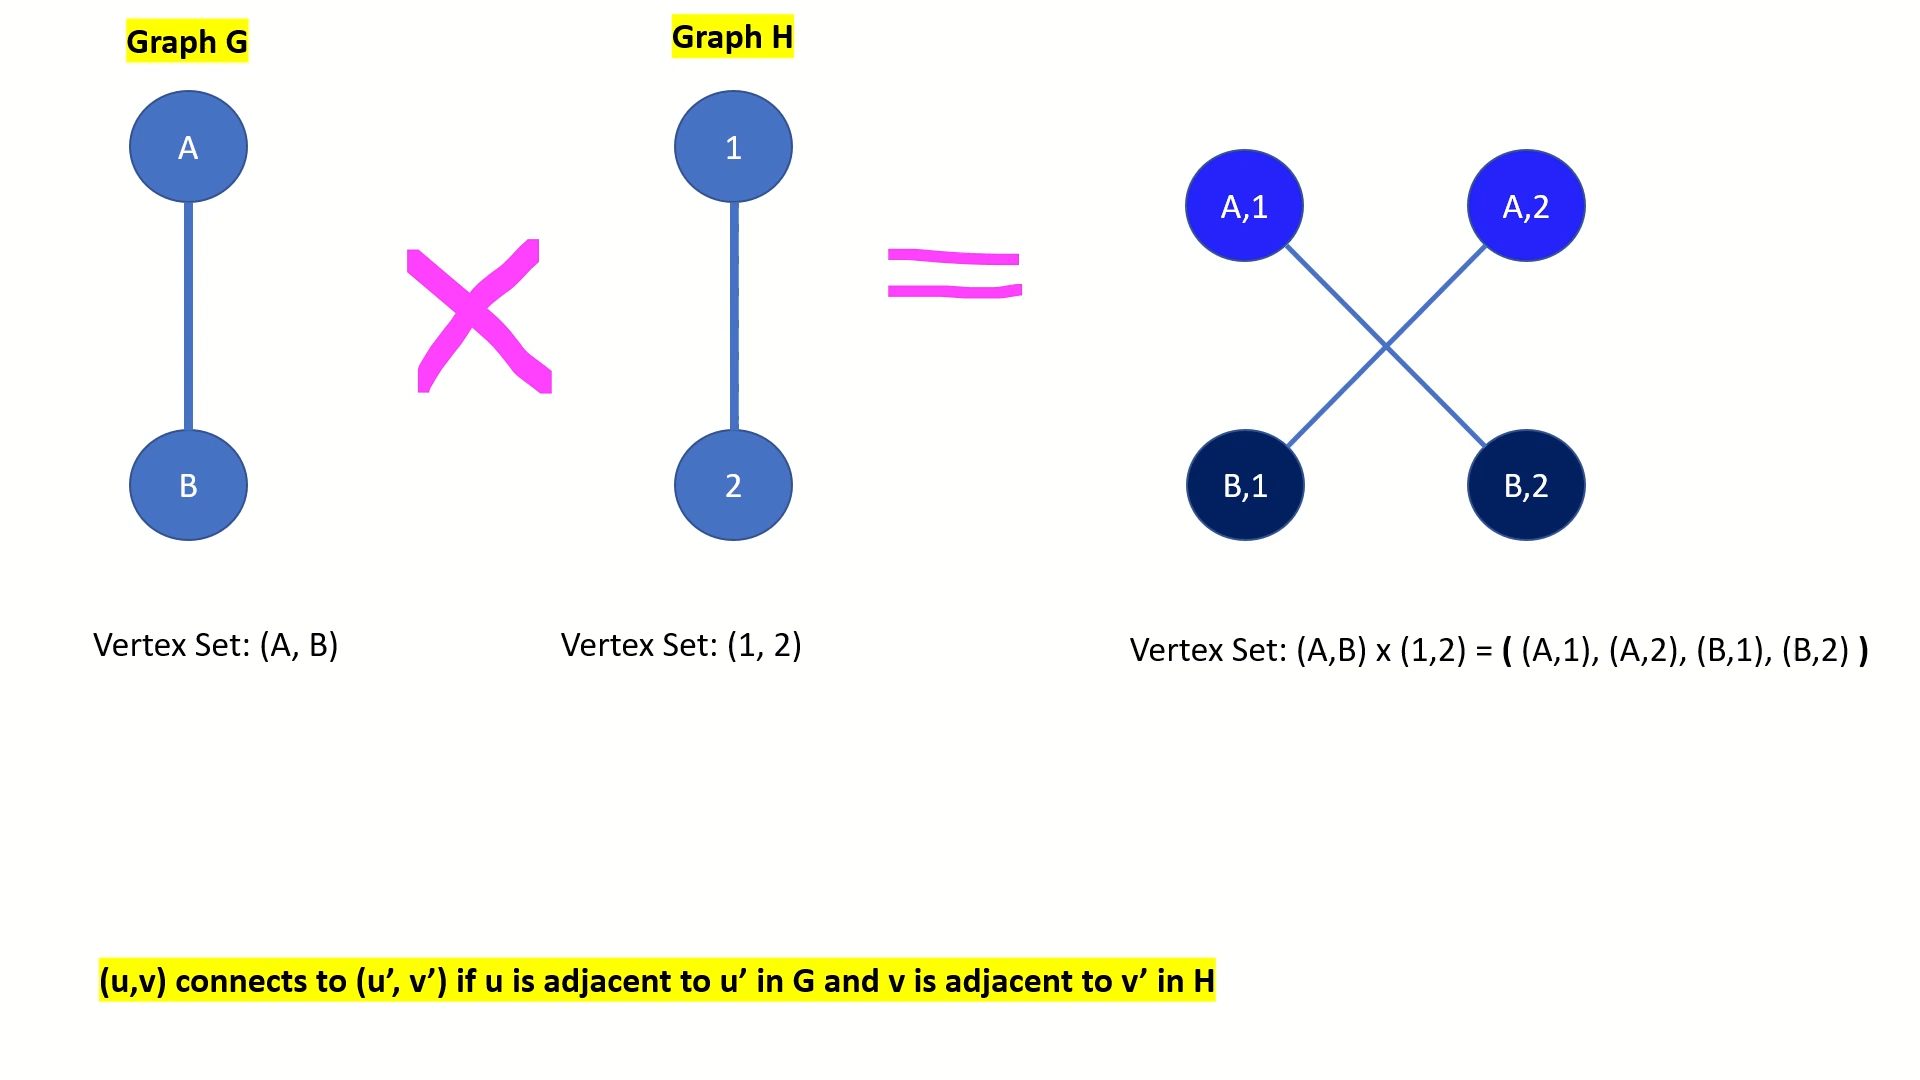 Graph G
Graph H
A
1
A,1
A,2
B
2
B,1
B,2
Vertex Set: (A, B)
Vertex Set: (1, 2)
Vertex Set: (A,B) x (1,2) = ( (A,1), (A,2), (B,1), (B,2) )
(u,v) connects to (u’, v’) if u is adjacent to u’ in G and v is adjacent to v’ in H